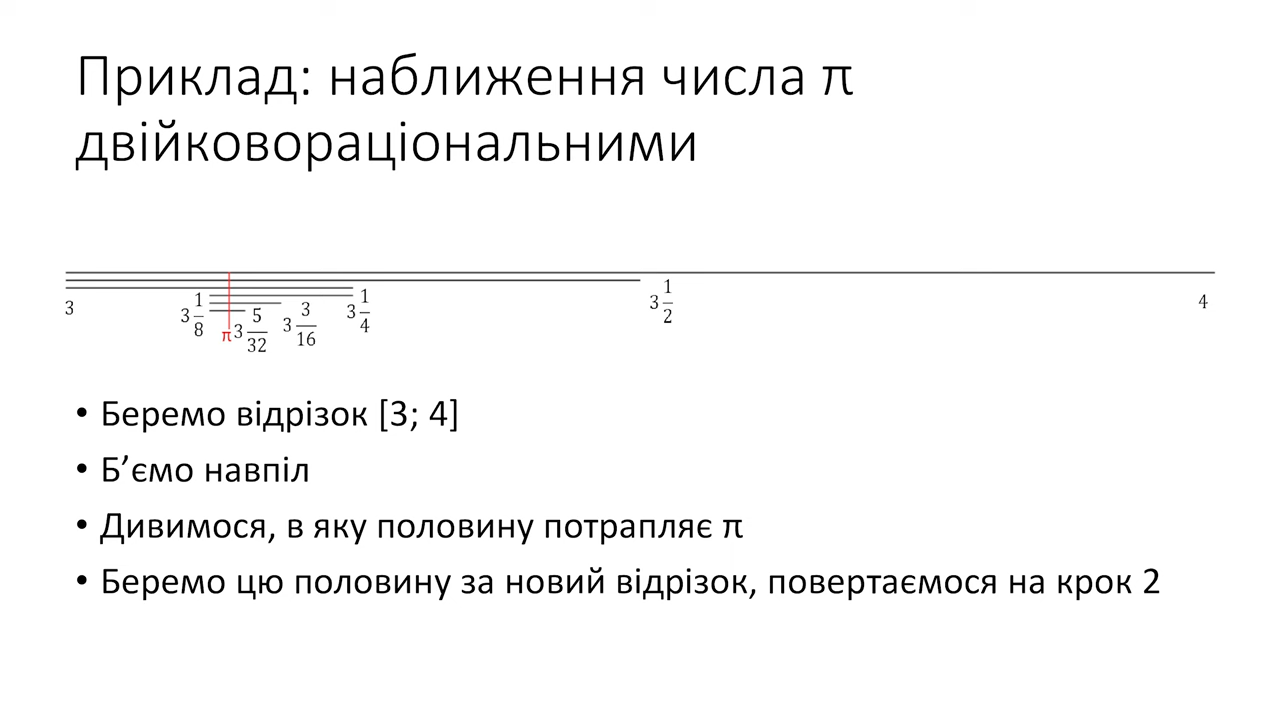 Приклад: наближення числа π
двійковораціональними
3 3 1/8 π 3 5/32 3 3/16 3 1/4 3 1/2 4
• Беремо відрізок [3; 4]
• Б’ємо навпіл
• Дивимося, в яку половину потрапляє π
• Беремо цю половину за новий відрізок, повертаємося на крок 2